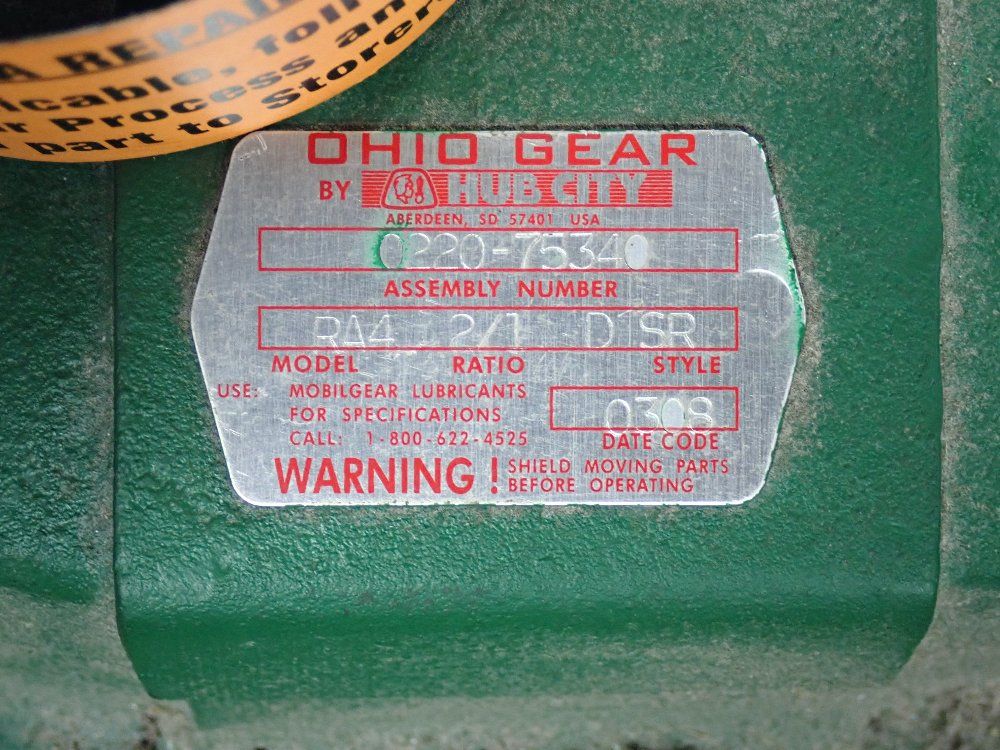 A REPAI
icable, foll
r Process an
part to Storer
OHIO GEAR
BY HUB CITY
ABERDEEN, SD 57401 USA
0220-75340
ASSEMBLY NUMBER
RA4 2/1 D1SR
MODEL RATIO STYLE
USE: MOBILGEAR LUBRICANTS
FOR SPECIFICATIONS
CALL: 1-800-622-4525
0308
DATE CODE
WARNING! SHIELD MOVING PARTS
BEFORE OPERATING